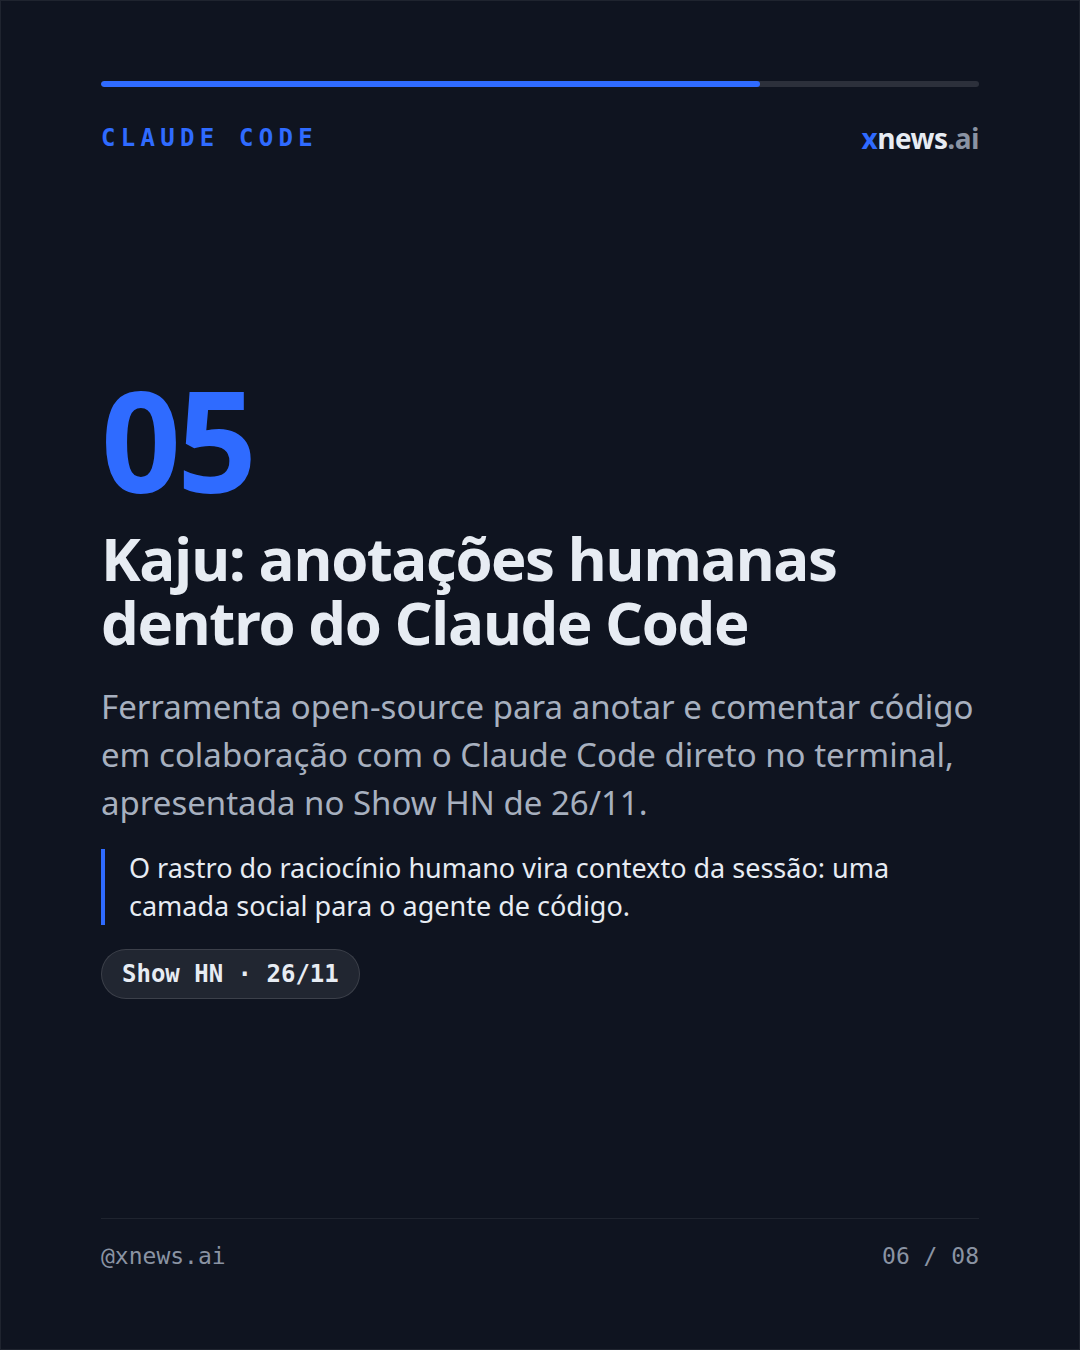 CLAUDE CODE
xnews.ai
05
Kaju: anotações humanas
dentro do Claude Code
Ferramenta open-source para anotar e comentar código
em colaboração com o Claude Code direto no terminal,
apresentada no Show HN de 26/11.
O rastro do raciocínio humano vira contexto da sessão: uma
camada social para o agente de código.
Show HN · 26/11
@xnews.ai
06 / 08